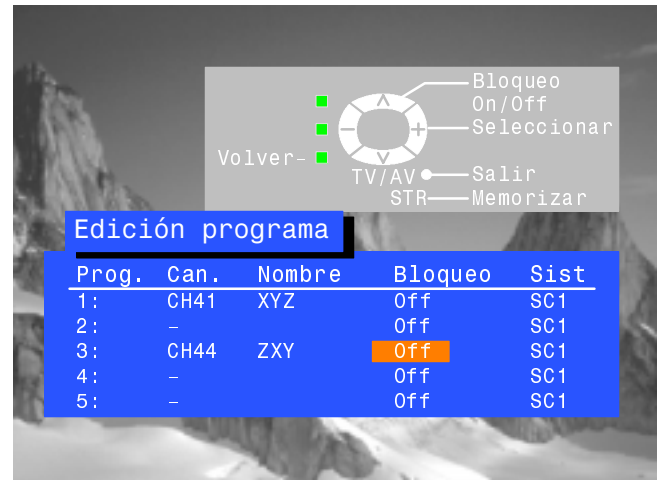 Bloqueo
On/Off
Seleccionar
Volver
TV/AV Salir
STR Memorizar
Edición programa
Prog. Can. Nombre Bloqueo Sist
1: CH41 XYZ Off SC1
2: – Off SC1
3: CH44 ZXY Off SC1
4: – Off SC1
5: – Off SC1